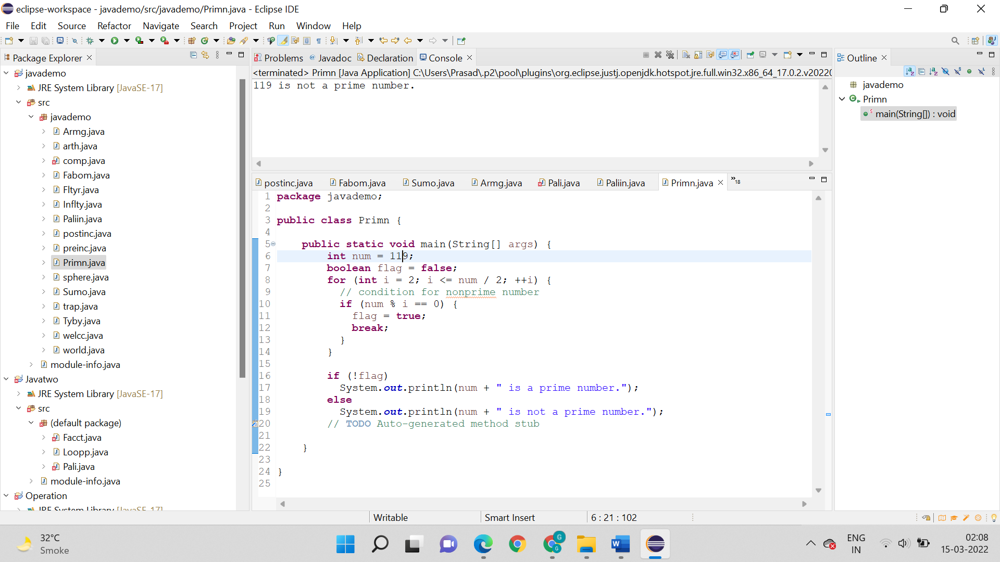 eclipse-workspace - javademo/src/javademo/Primn.java - Eclipse IDE
File Edit Source Refactor Navigate Search Project Run Window Help
Package Explorer
javademo
JRE System Library [JavaSE-17]
src
javademo
Armg.java
arth.java
comp.java
Fabom.java
Fltyr.java
Inflty.java
Paliin.java
postinc.java
preinc.java
Primn.java
sphere.java
Sumo.java
trap.java
Tyby.java
welcc.java
world.java
module-info.java
Javatwo
JRE System Library [JavaSE-17]
src
(default package)
Facct.java
Loopp.java
Pali.java
module-info.java
Operation
JRE System Library [JavaSE-17]
Problems Javadoc Declaration Console
<terminated> Primn [Java Application] C:\Users\Prasad\.p2\pool\plugins\org.eclipse.justj.openjdk.hotspot.jre.full.win32.x86_64_17.0.2.v20220
119 is not a prime number.
postinc.java Fabom.java Sumo.java Armg.java Pali.java Paliin.java Primn.java »18
1 package javademo;
2
3 public class Primn {
4
5 public static void main(String[] args) {
6 int num = 119;
7 boolean flag = false;
8 for (int i = 2; i <= num / 2; ++i) {
9 // condition for nonprime number
10 if (num % i == 0) {
11 flag = true;
12 break;
13 }
14 }
15
16 if (!flag)
17 System.out.println(num + " is a prime number.");
18 else
19 System.out.println(num + " is not a prime number.");
20 // TODO Auto-generated method stub
21
22 }
23
24 }
25
Outline
javademo
Primn
main(String[]) : void
Writable Smart Insert 6 : 21 : 102
32°C
Smoke
ENG
IN
02:08
15-03-2022